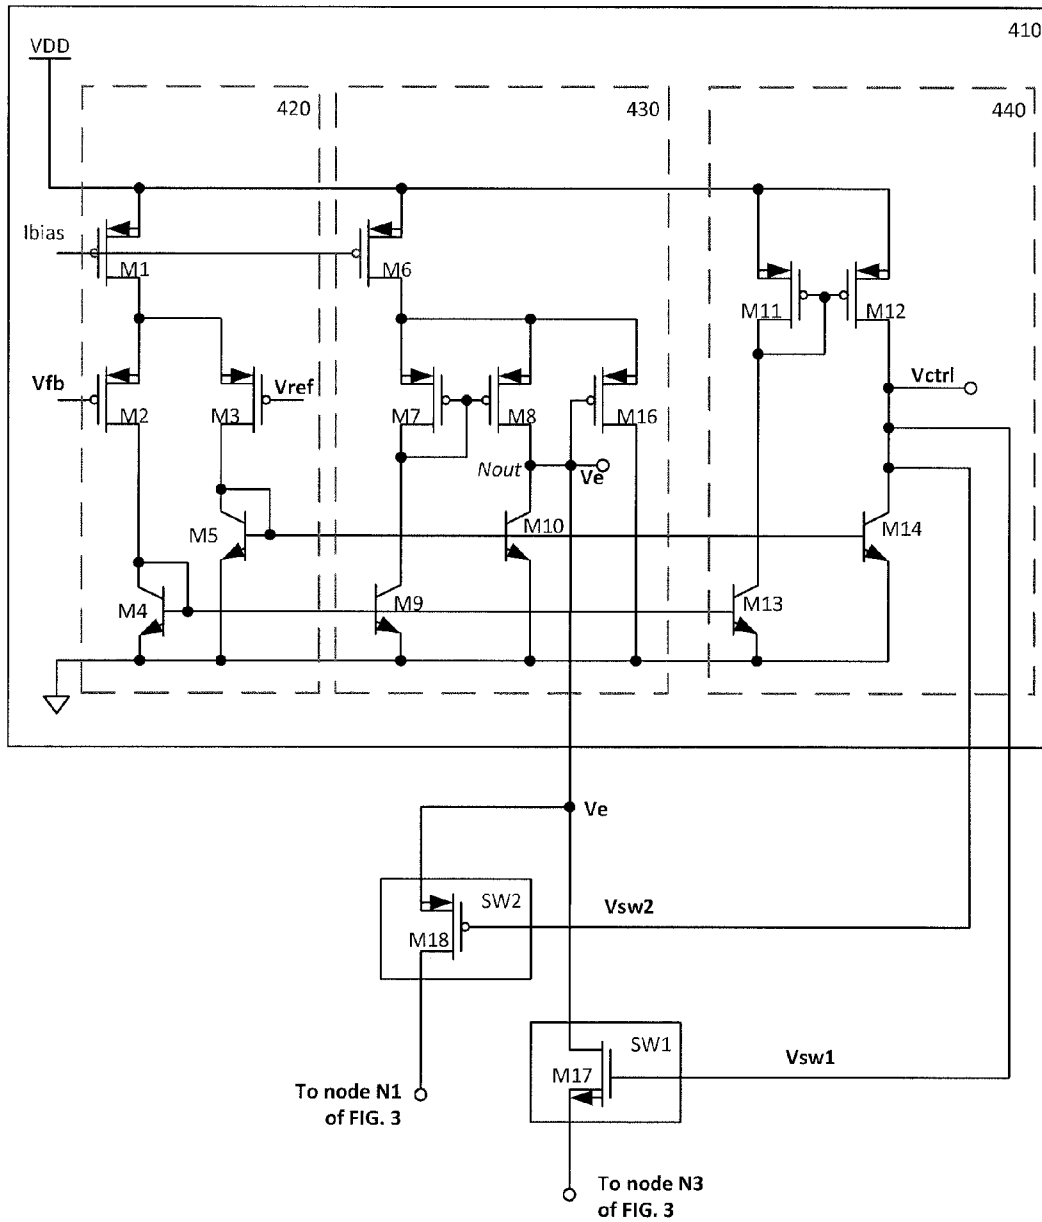 410
VDD
420
430
440
Ibias
M1
M6
M11
M12
Vfb
M2
M3
Vref
M7
M8
M16
Vctrl
Nout
Ve
M5
M10
M14
M4
M9
M13
Ve
SW2
Vsw2
M18
SW1
Vsw1
M17
To node N1
of FIG. 3
To node N3
of FIG. 3